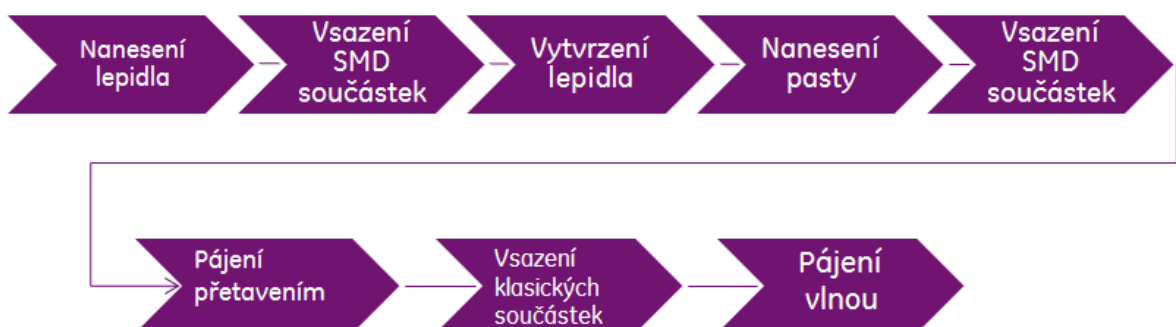 Nanesení
lepidla
Vsazení
SMD
součástek
Vytvrzení
lepidla
Nanesení
pasty
Vsazení
SMD
součástek
Pájení
přetavením
Vsazení
klasických
součástek
Pájení
vlnou